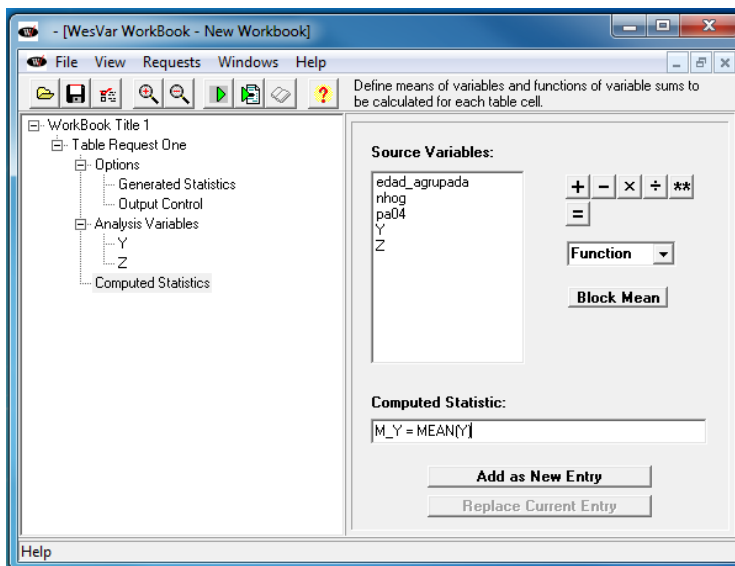 - [WesVar WorkBook - New Workbook]
File View Requests Windows Help
Define means of variables and functions of variable sums to
be calculated for each table cell.
WorkBook Title 1
Table Request One
Options
Generated Statistics
Output Control
Analysis Variables
Y
Z
Computed Statistics
Source Variables:
edad_agrupada
nhog
pa04
Y
Z
+ - × ÷ **
=
Function
Block Mean
Computed Statistic:
M_Y = MEAN(Y)
Add as New Entry
Replace Current Entry
Help